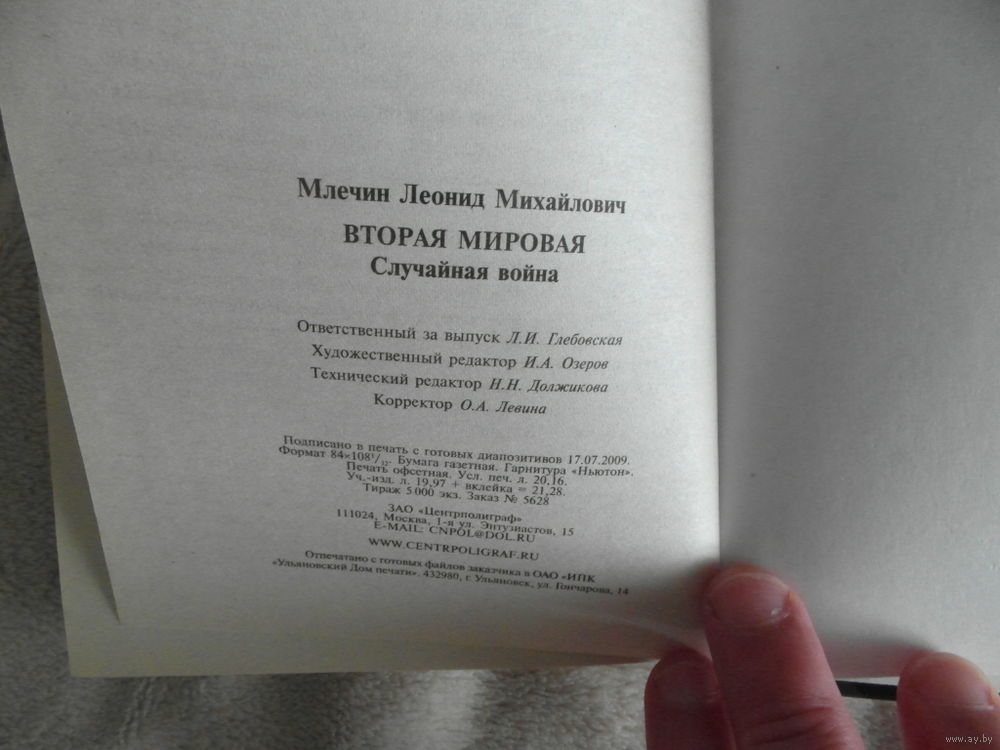 Млечин Леонид Михайлович
ВТОРАЯ МИРОВАЯ
Случайная война
Ответственный за выпуск Л.И. Глебовская
Художественный редактор И.А. Озеров
Технический редактор Н.Н. Должикова
Корректор О.А. Левина
Подписано в печать с готовых диапозитивов 17.07.2009.
Формат 84×108¹/₃₂. Бумага газетная. Гарнитура «Ньютон».
Печать офсетная. Усл. печ. л. 20,16.
Уч.-изд. л. 19,97 + вклейка = 21,28.
Тираж 5 000 экз. Заказ № 5628
ЗАО «Центрполиграф»
111024, Москва, 1-я ул. Энтузиастов, 15
E-MAIL: CNPOL@DOL.RU
WWW.CENTRPOLIGRAF.RU
Отпечатано с готовых файлов заказчика в ОАО «ИПК
«Ульяновский Дом печати». 432980, г. Ульяновск, ул. Гончарова, 14
www.ay.by